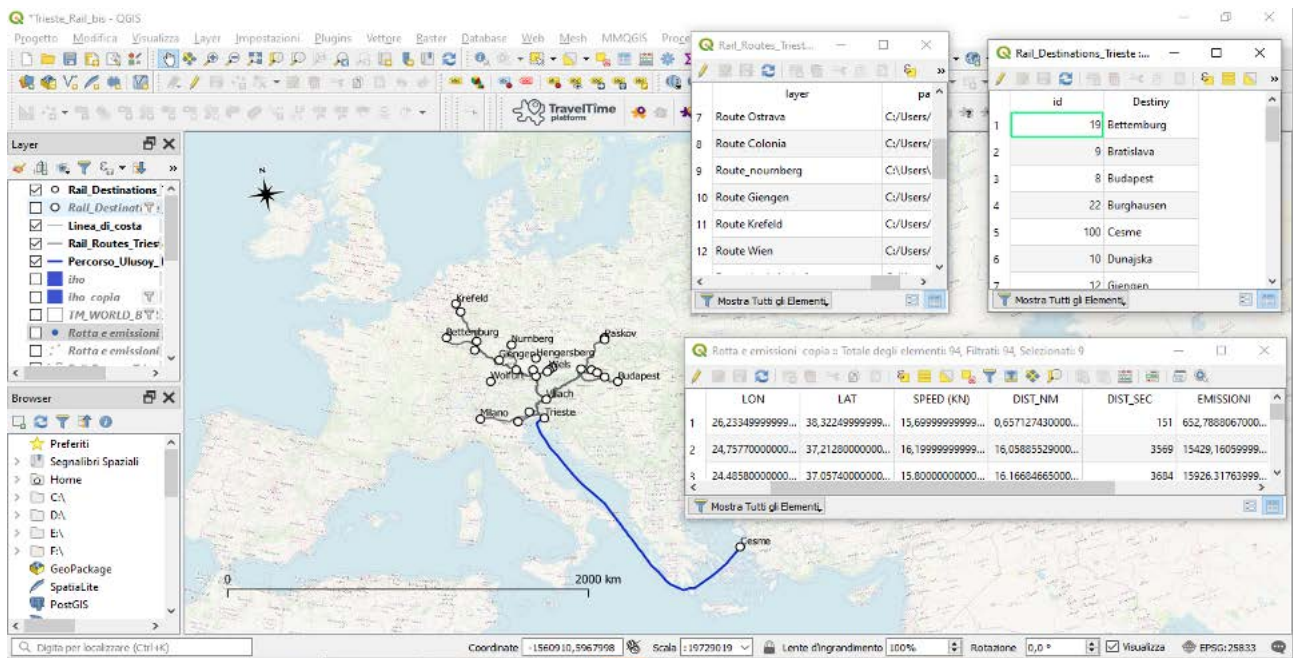 *Trieste_Rail_bis - QGIS
Progetto Modifica Visualizza Layer Impostazioni Plugins Vettore Raster Database Web Mesh MMQGIS
TravelTime
platform
Layer
Rail_Destinations
Rail_Destinati
Linea_di_costa
Rail_Routes_Triest
Percorso_Ulusoy_
iho
iho copia
TM_WORLD_B
Rotta e emissioni
Rotta e emissioni
Browser
Preferiti
Segnalibri Spaziali
Home
C:\
D:\
E:\
F:\
GeoPackage
SpatiaLite
PostGIS
N
Krefeld
Bettemburg
Nurnberg
Paskov
Giengen
Hengersberg
Wels
Wolfurt
Budapest
Villach
Milano
Trieste
Cesme
0 2000 km
Rail_Routes_Triest...
layer pa
7 Route Ostrava C:/Users/
8 Route Colonia C:/Users/
9 Route_nournberg C:\Users\
10 Route Giengen C:/Users/
11 Route Krefeld C:/Users/
12 Route Wien C:/Users/
Mostra Tutti gli Elementi
Rail_Destinations_Trieste :...
id Destiny
1 19 Bettemburg
2 9 Bratislava
3 8 Budapest
4 22 Burghausen
5 100 Cesme
6 10 Dunajska
7 12 Giengen
Mostra Tutti gli Elementi
Rotta e emissioni copia :: Totale degli elementi: 94, Filtrati: 94, Selezionati: 9
LON LAT SPEED (KN) DIST_NM DIST_SEC EMISSIONI
1 26,23349999999... 38,32249999999... 15,69999999999... 0,657127430000... 151 652,7888067000...
2 24,75770000000... 37,21280000000... 16,19999999999... 16,05885529000... 3569 15429,16059999...
3 24,48580000000... 37,05740000000... 15,80000000000... 16,16684665000... 3684 15926,31763999...
Mostra Tutti gli Elementi
Digita per localizzare (Ctrl+K) Coordinate -1560910,5967998 Scala :19729019 Lente d'ingrandimento 100% Rotazione 0,0 ° Visualizza EPSG:25833